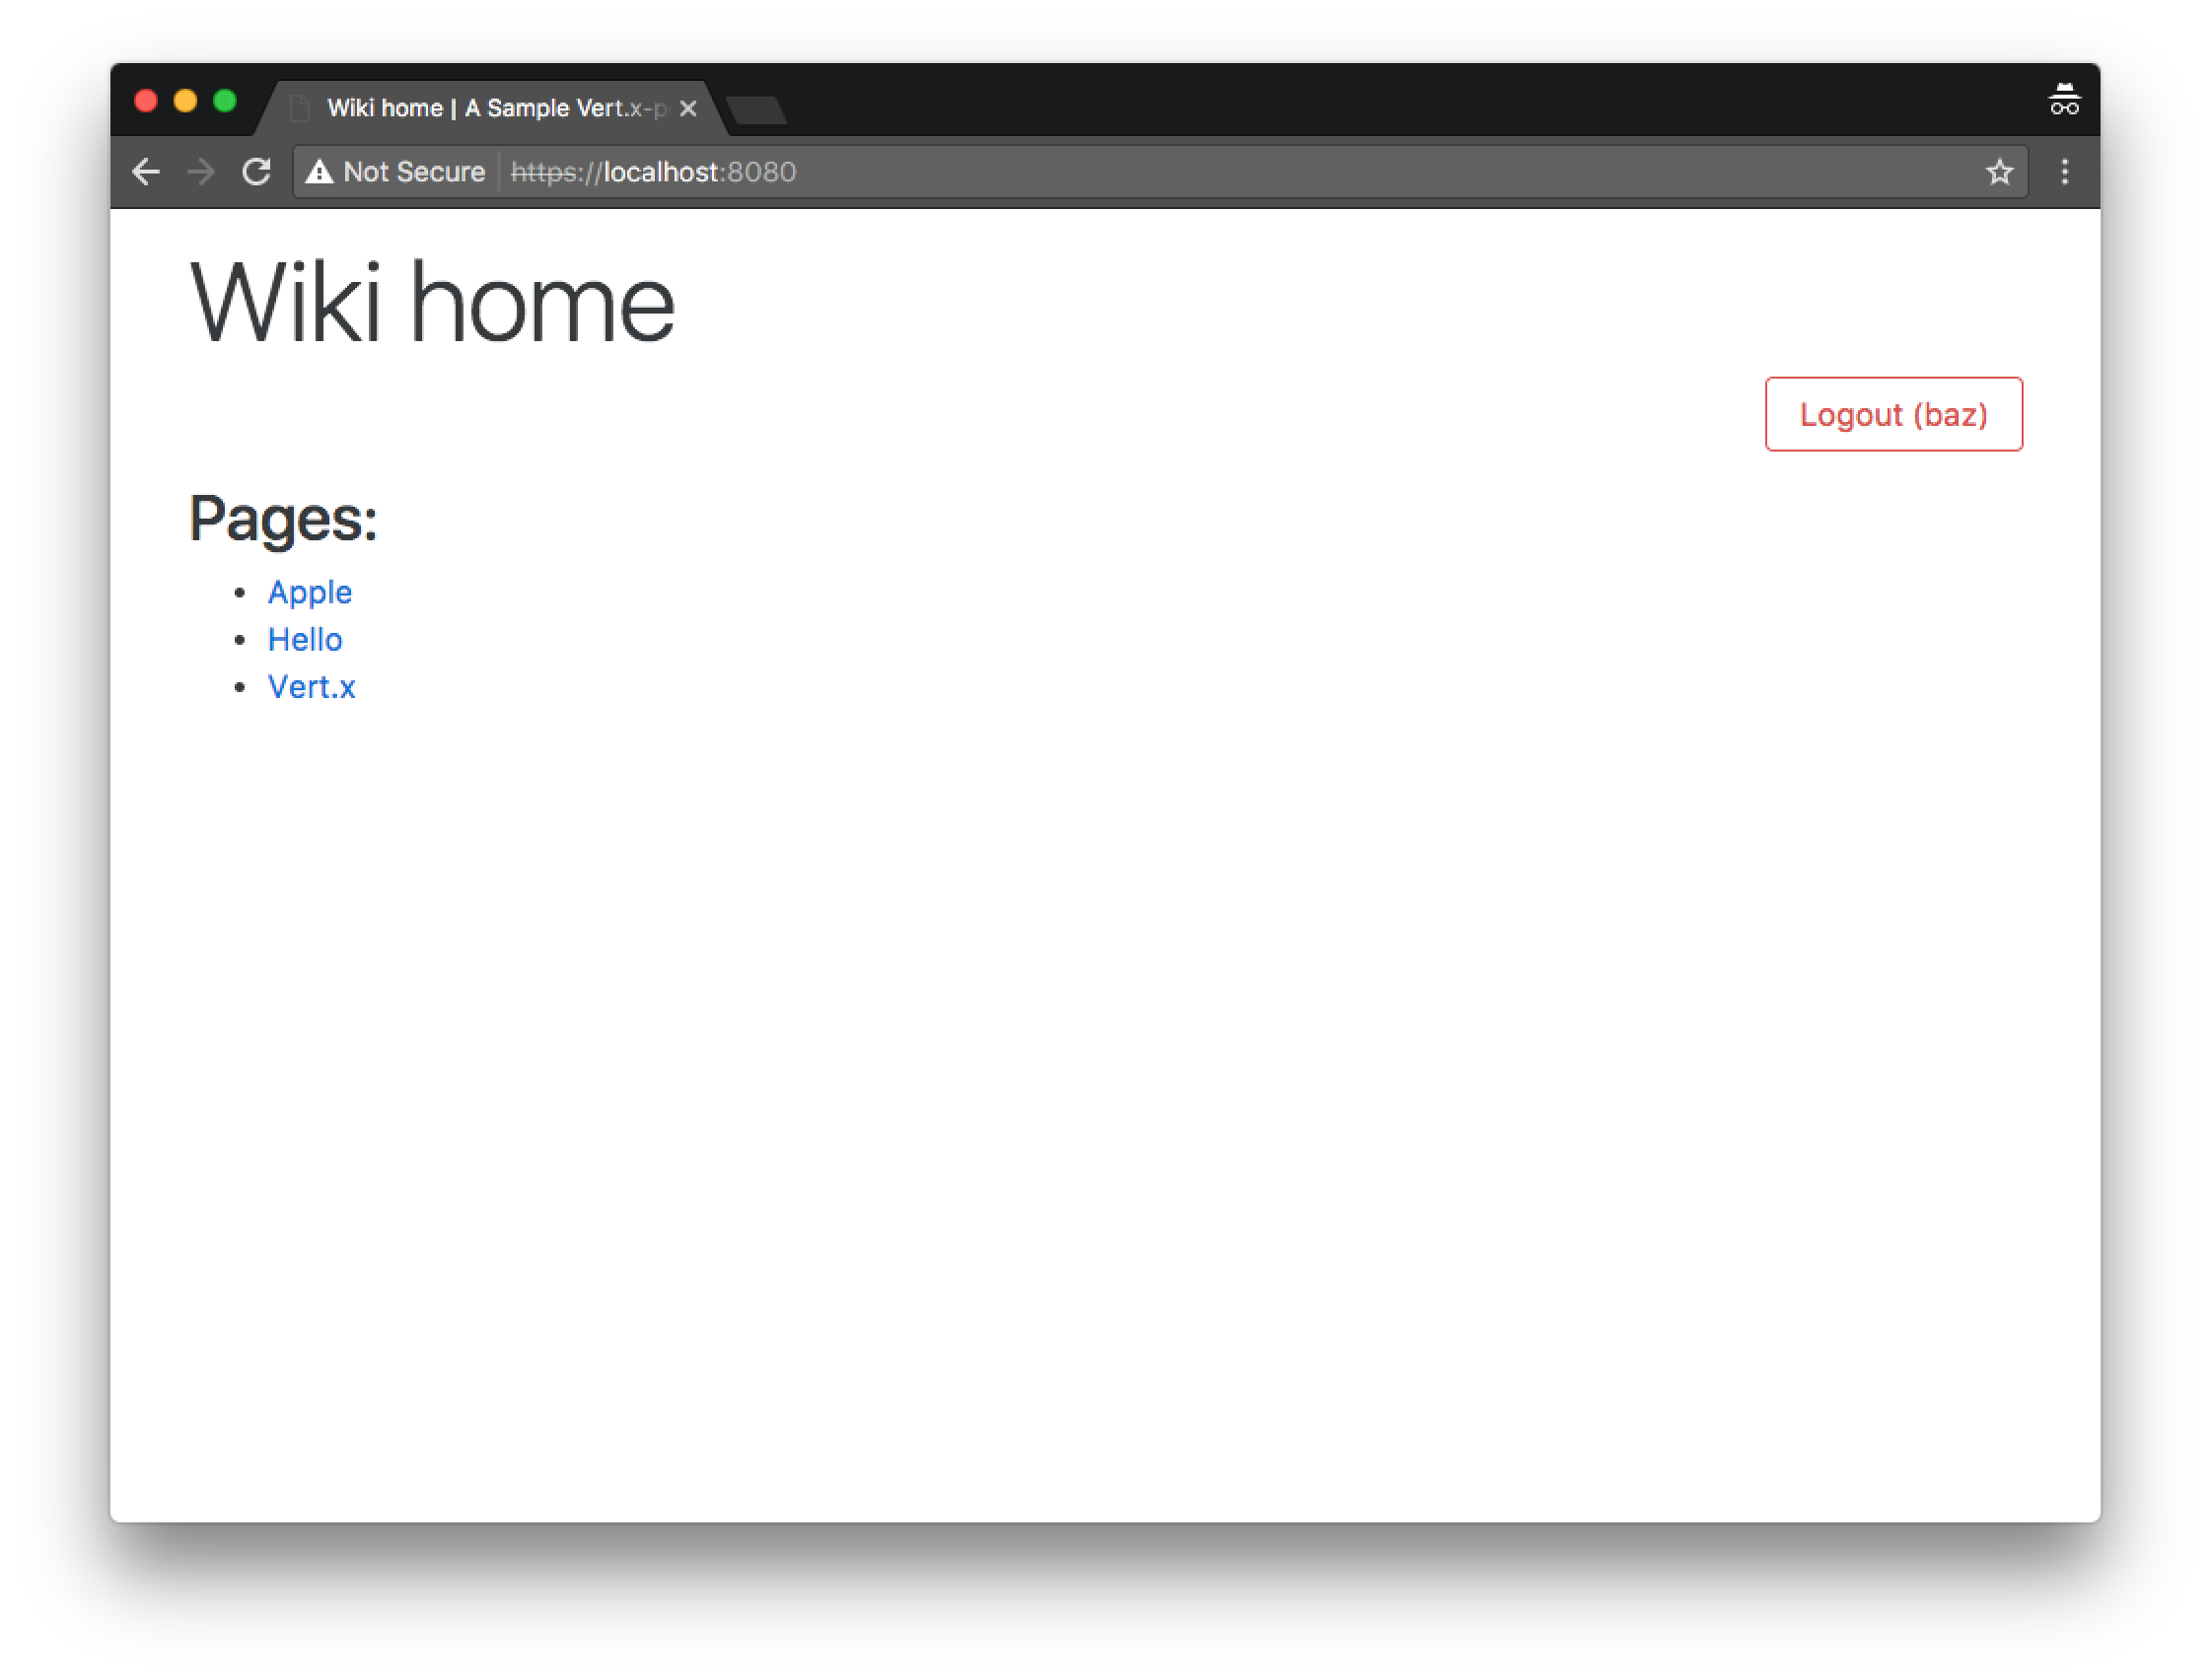 Wiki home | A Sample Vert.x-p
Not Secure https://localhost:8080
Wiki home
Logout (baz)
Pages:
Apple
Hello
Vert.x